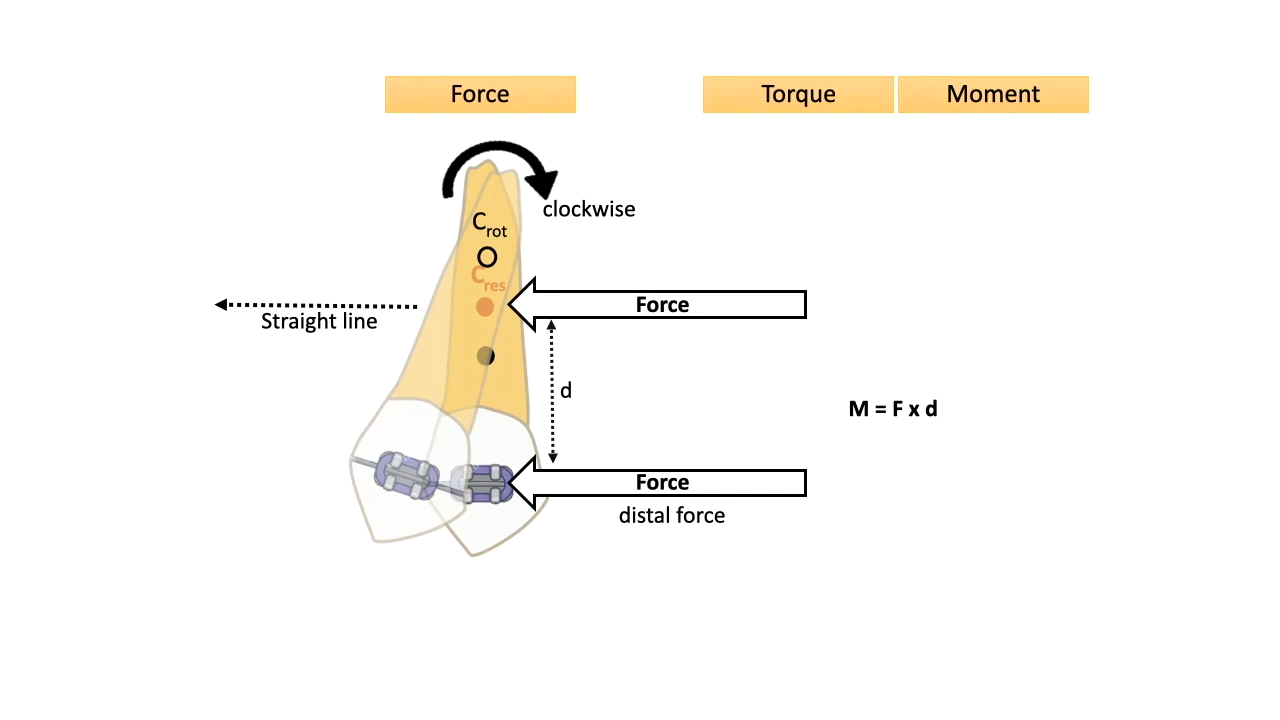 Force
Torque
Moment
clockwise
Crot
Cres
Force
Straight line
d
M = F x d
Force
distal force